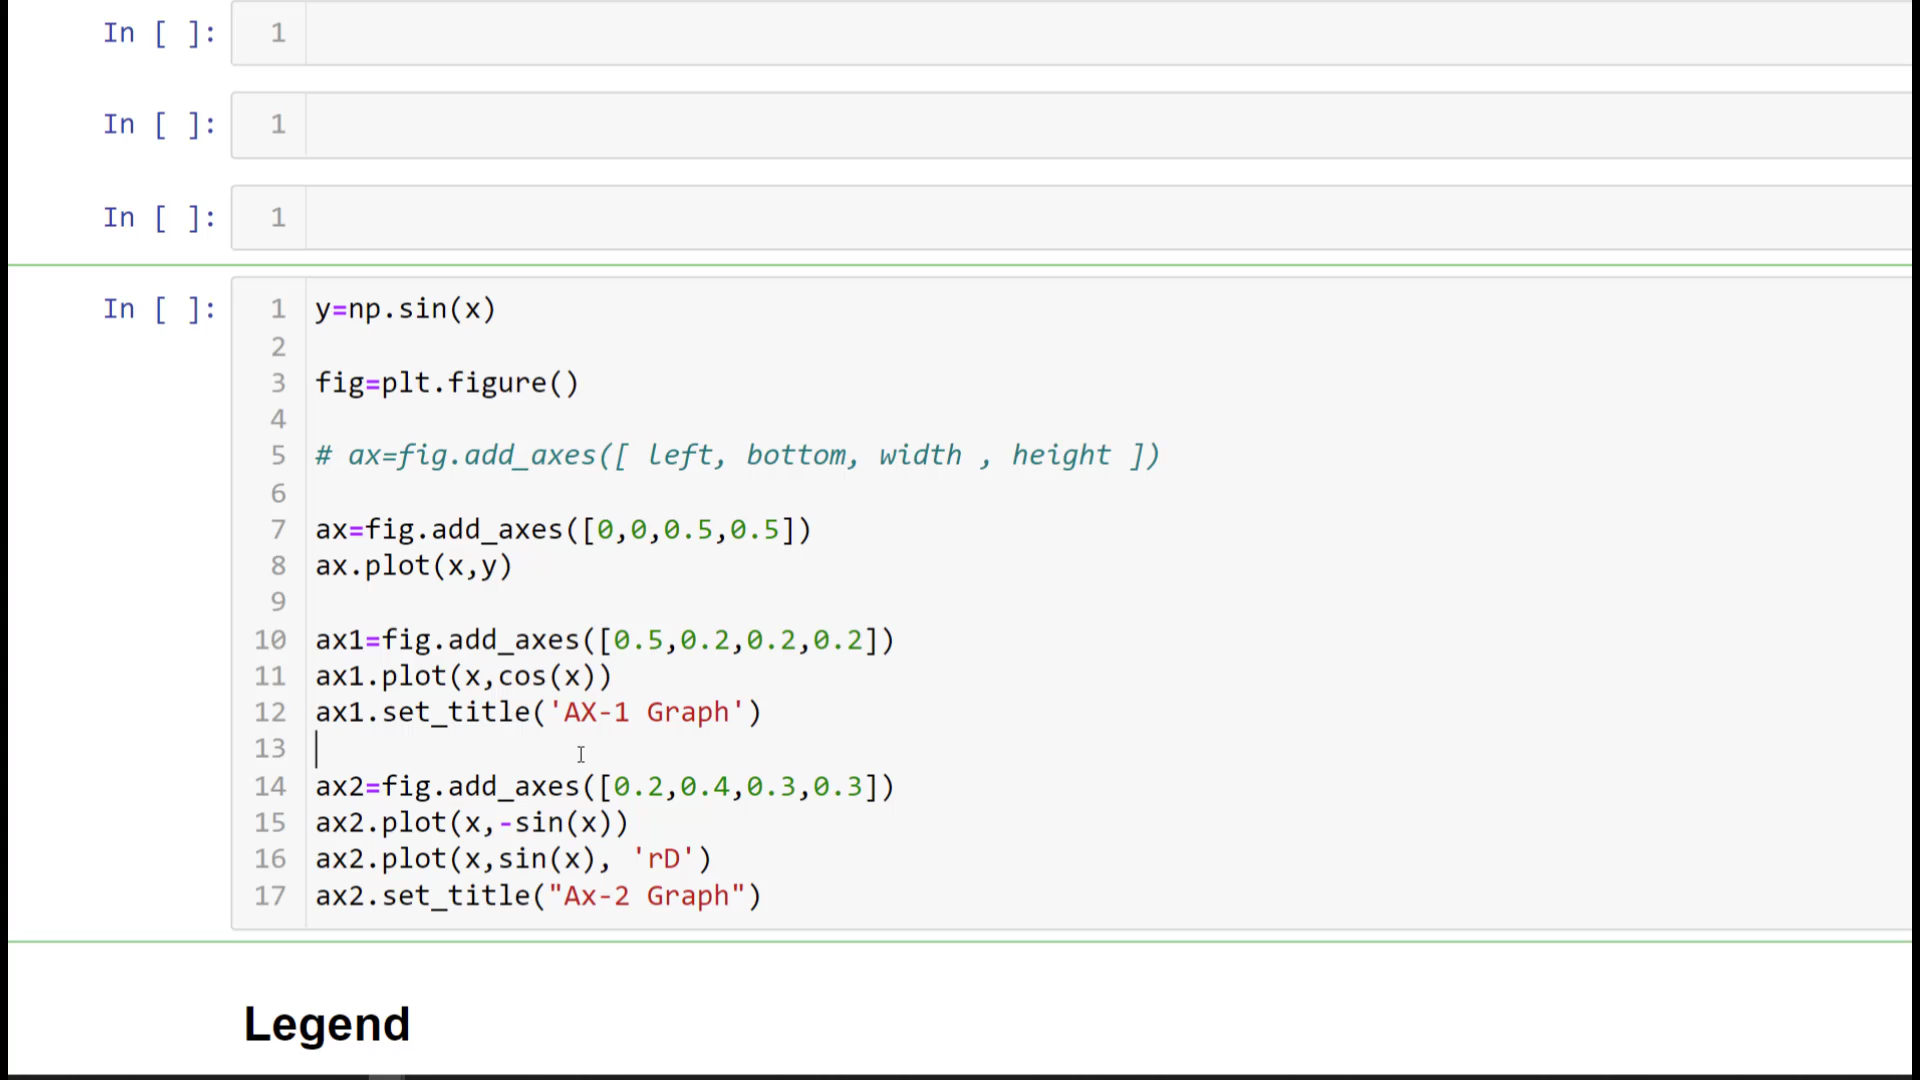 In [ ]: 1
In [ ]: 1
In [ ]: 1
In [ ]: 1 y=np.sin(x)
2
3 fig=plt.figure()
4
5 # ax=fig.add_axes([ left, bottom, width , height ])
6
7 ax=fig.add_axes([0,0,0.5,0.5])
8 ax.plot(x,y)
9
10 ax1=fig.add_axes([0.5,0.2,0.2,0.2])
11 ax1.plot(x,cos(x))
12 ax1.set_title('AX-1 Graph')
13
14 ax2=fig.add_axes([0.2,0.4,0.3,0.3])
15 ax2.plot(x,-sin(x))
16 ax2.plot(x,sin(x), 'rD')
17 ax2.set_title("Ax-2 Graph")
Legend